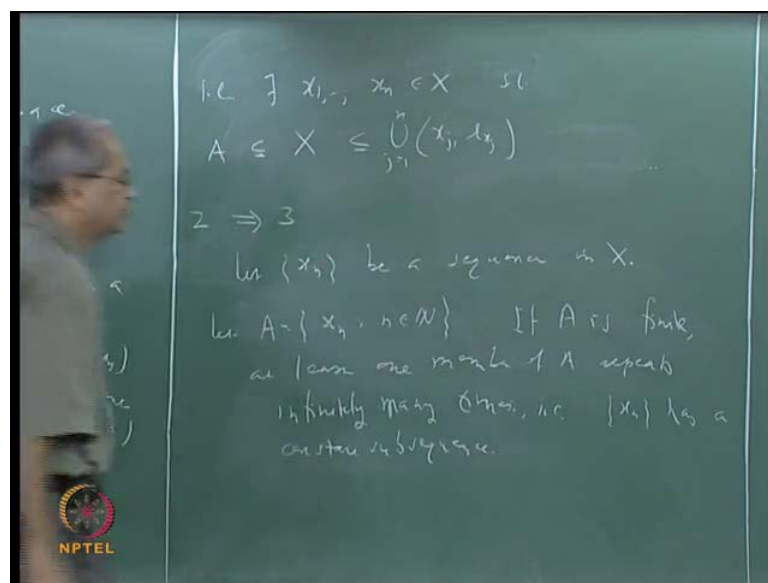 i.e ∃ x₁, -, xₙ ∈ X st.
A ⊆ X ⊆ ⋃ⱼ₌₁ⁿ (xⱼ, rₓⱼ)
2 ⇒ 3
Let {xₙ} be a sequence in X.
Let A = {xₙ : n ∈ N} If A is finite,
at least one member of A repeats
infinitely many times, i.e. {xₙ} has a
constant subsequence.
NPTEL